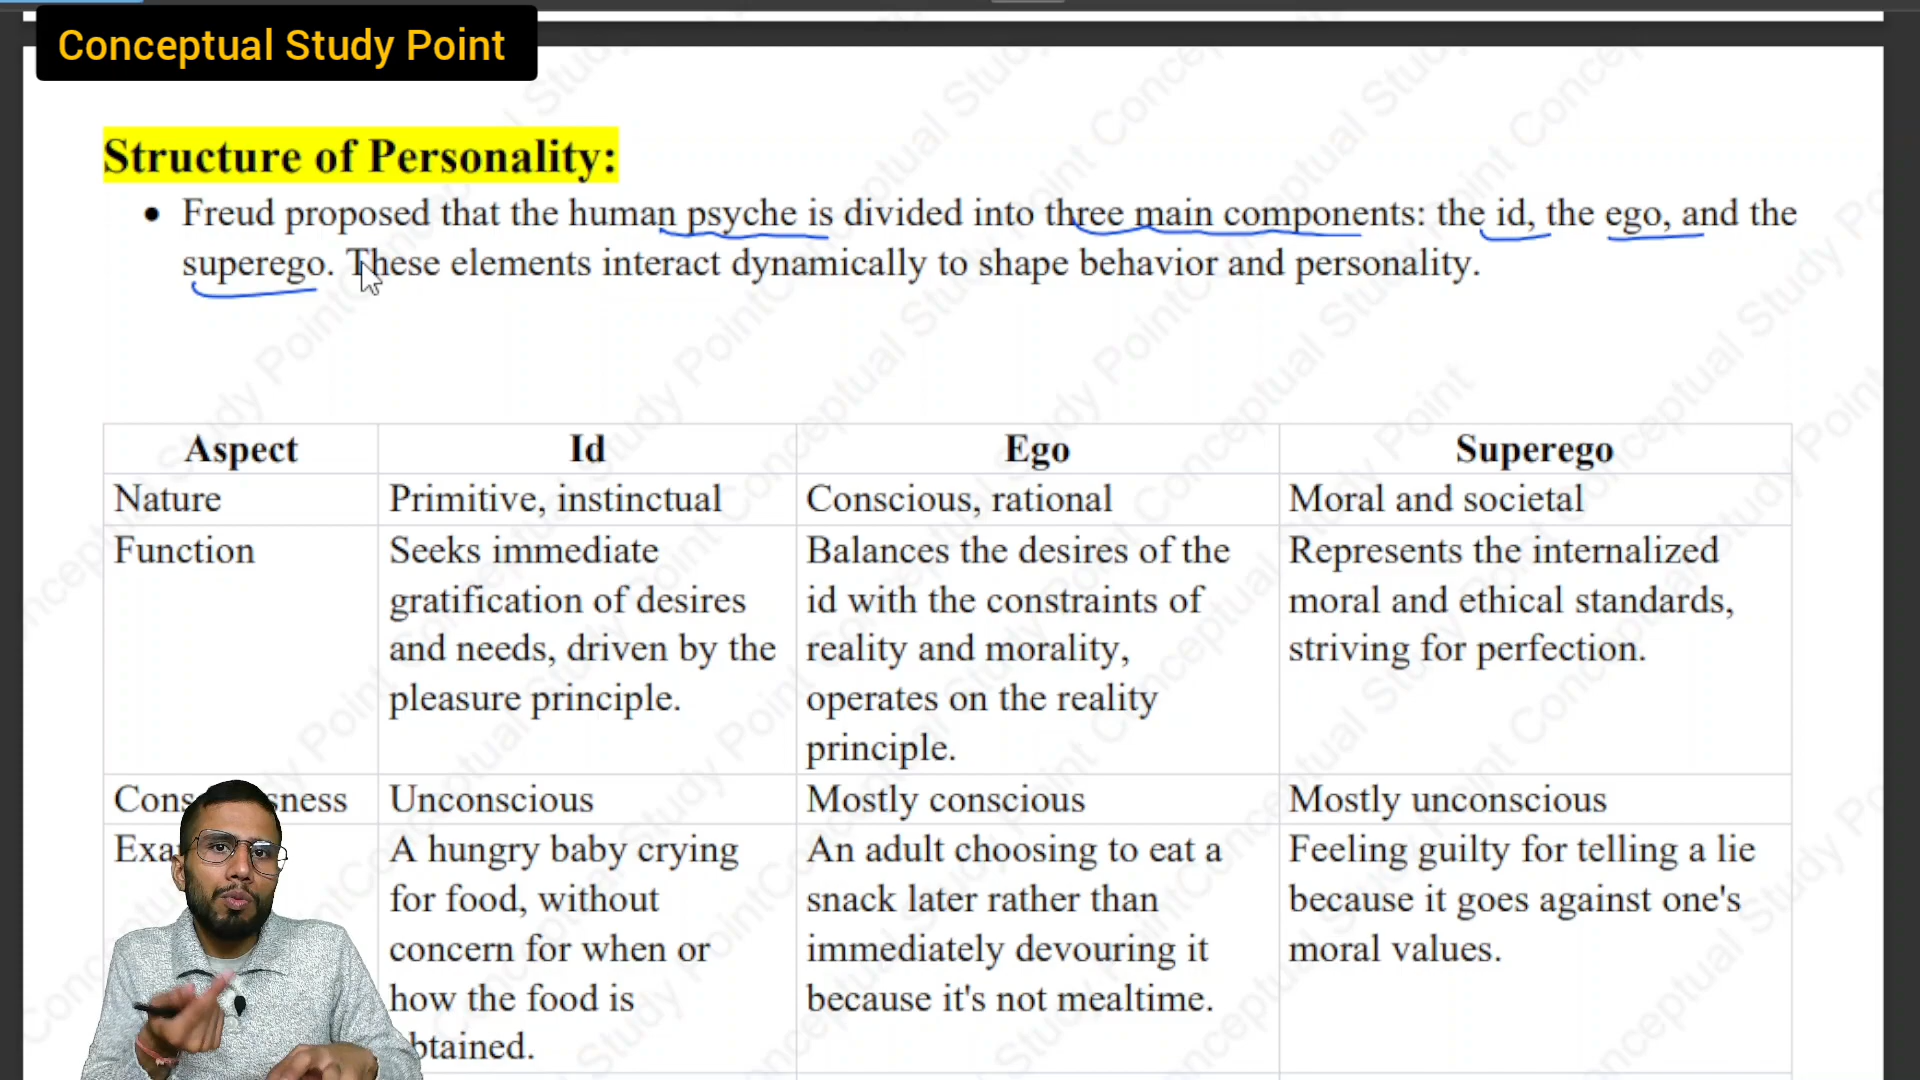 Conceptual Study Point
Structure of Personality:
• Freud proposed that the human psyche is divided into three main components: the id, the ego, and the
superego. These elements interact dynamically to shape behavior and personality.
Aspect Id Ego Superego
Nature Primitive, instinctual Conscious, rational Moral and societal
Function Seeks immediate Balances the desires of the Represents the internalized
gratification of desires id with the constraints of moral and ethical standards,
and needs, driven by the reality and morality, striving for perfection.
pleasure principle. operates on the reality
principle.
Unconscious Mostly conscious Mostly unconscious
A hungry baby crying An adult choosing to eat a Feeling guilty for telling a lie
for food, without snack later rather than because it goes against one's
concern for when or immediately devouring it moral values.
how the food is because it's not mealtime.